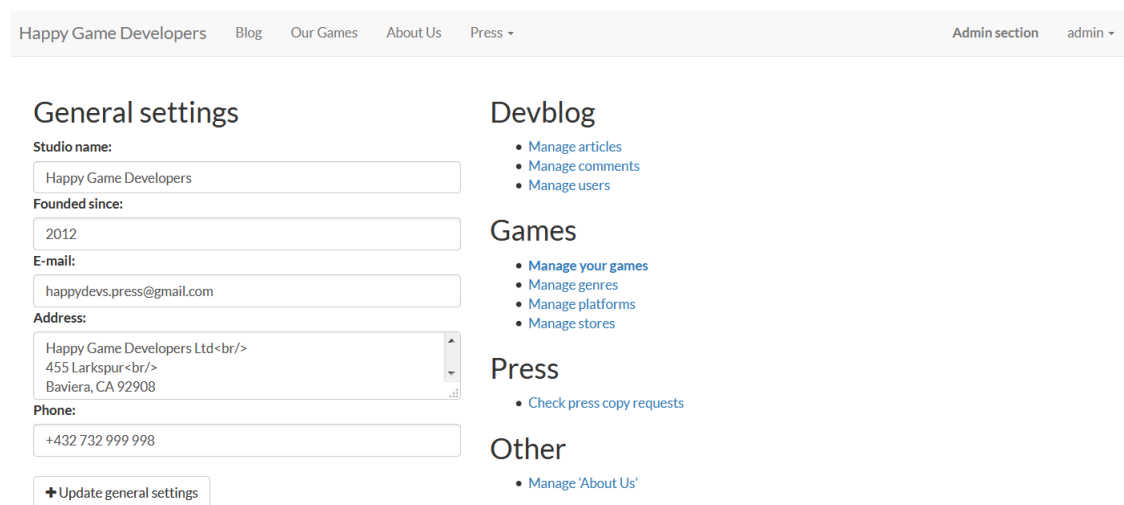 Happy Game Developers Blog Our Games About Us Press Admin section admin
General settings
Studio name:
Happy Game Developers
Founded since:
2012
E-mail:
happydevs.press@gmail.com
Address:
Happy Game Developers Ltd<br/>
455 Larkspur<br/>
Baviera, CA 92908
Phone:
+432 732 999 998
Update general settings
Devblog
Manage articles
Manage comments
Manage users
Games
Manage your games
Manage genres
Manage platforms
Manage stores
Press
Check press copy requests
Other
Manage 'About Us'